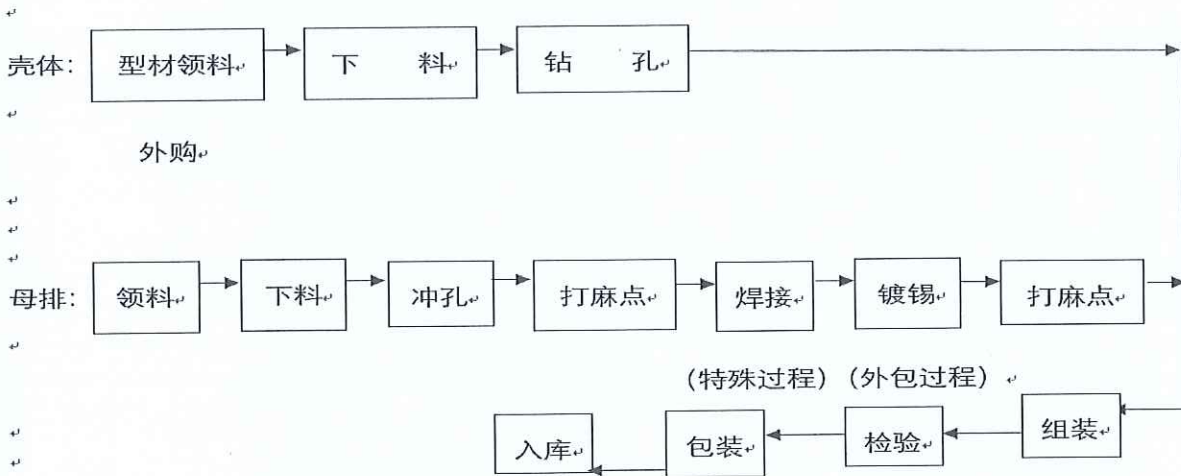 壳体： 型材领料 下 料 钻 孔
外购
母排： 领料 下料 冲孔 打麻点 焊接 镀锡 打麻点
（特殊过程）（外包过程）
入库 包装 检验 组装